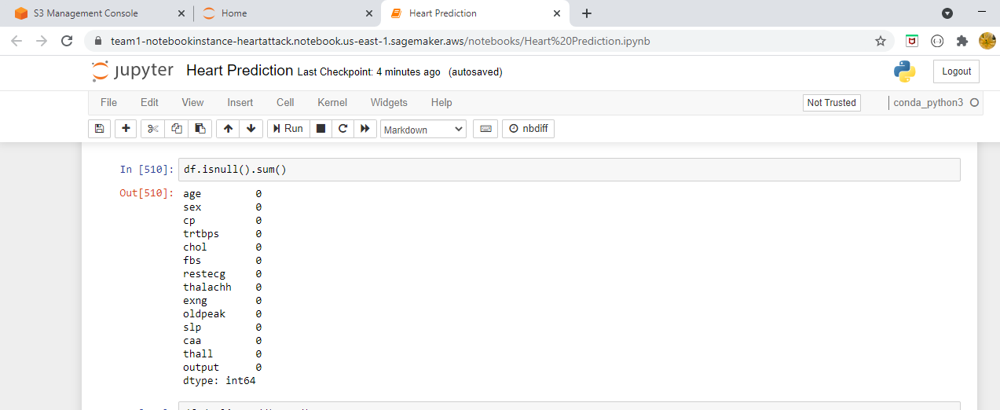 S3 Management Console
Home
Heart Prediction
team1-notebookinstance-heartattack.notebook.us-east-1.sagemaker.aws/notebooks/Heart%20Prediction.ipynb
jupyter Heart Prediction Last Checkpoint: 4 minutes ago (autosaved)
Logout
File Edit View Insert Cell Kernel Widgets Help
Not Trusted
conda_python3
Run
Markdown
nbdiff
In [510]: df.isnull().sum()
Out[510]: age 0
sex 0
cp 0
trtbps 0
chol 0
fbs 0
restecg 0
thalachh 0
exng 0
oldpeak 0
slp 0
caa 0
thall 0
output 0
dtype: int64